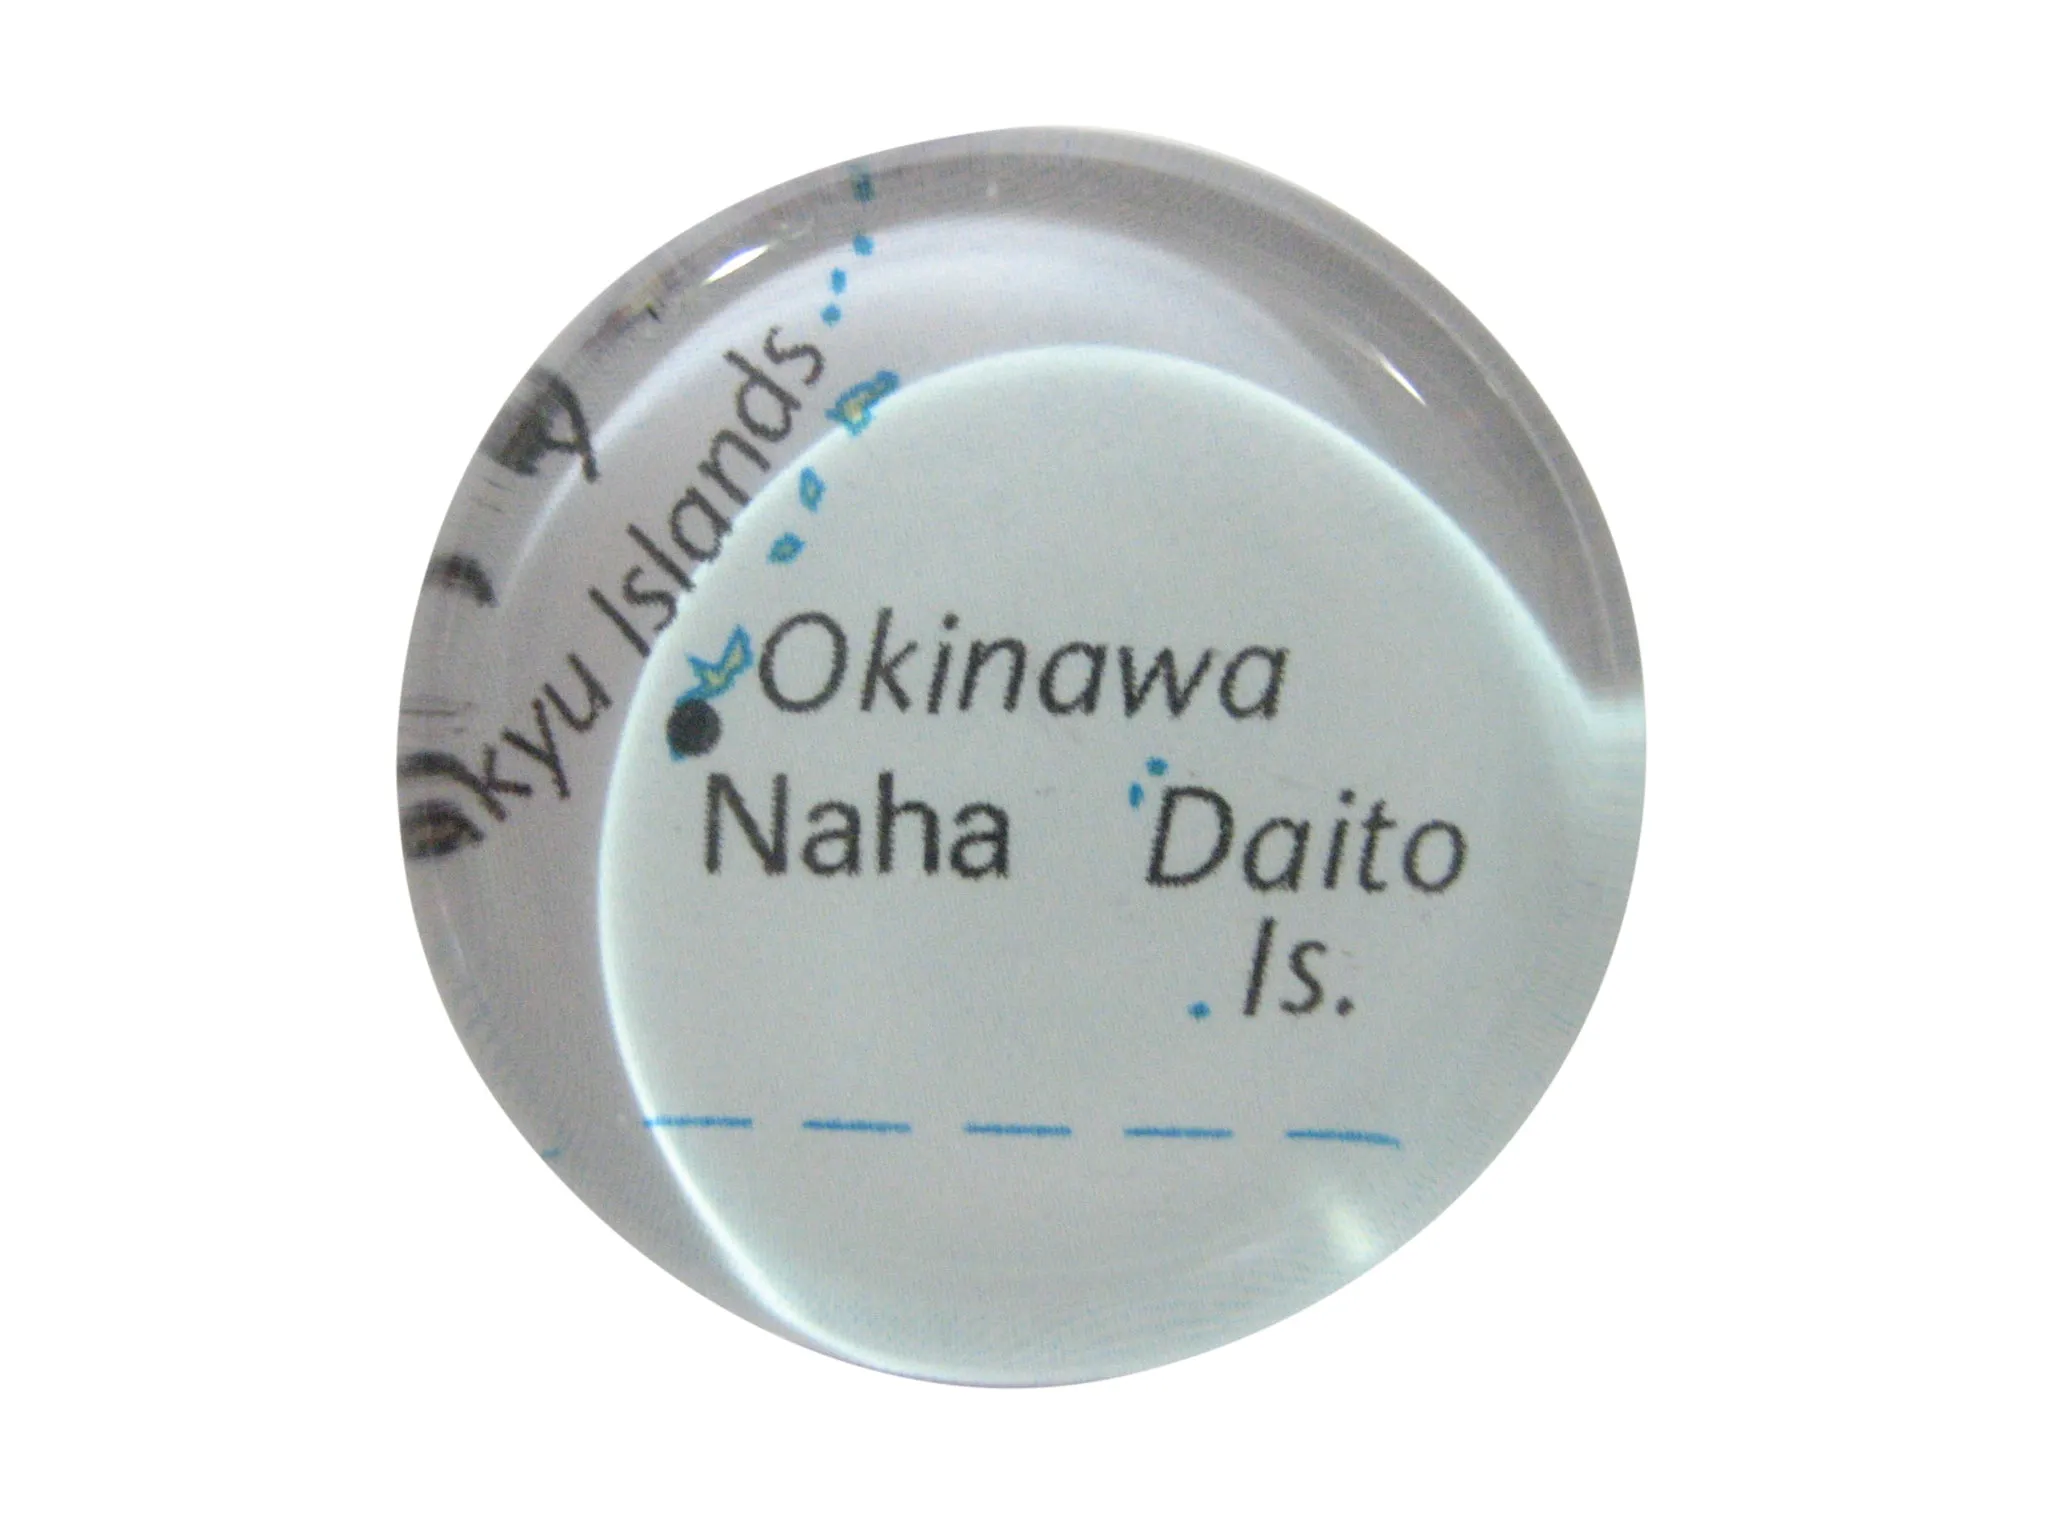 kyu Islands
Okinawa
Naha
Daito
Is.